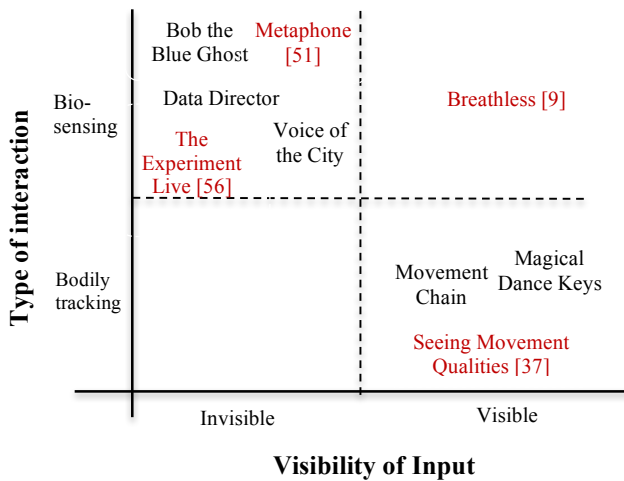 Bob the
Blue Ghost
Metaphone
[51]
Data Director
The
Experiment
Live [56]
Voice of
the City
Breathless [9]
Movement
Chain
Magical
Dance Keys
Seeing Movement
Qualities [37]
Type of interaction
Bio-
sensing
Bodily
tracking
Invisible
Visible
Visibility of Input